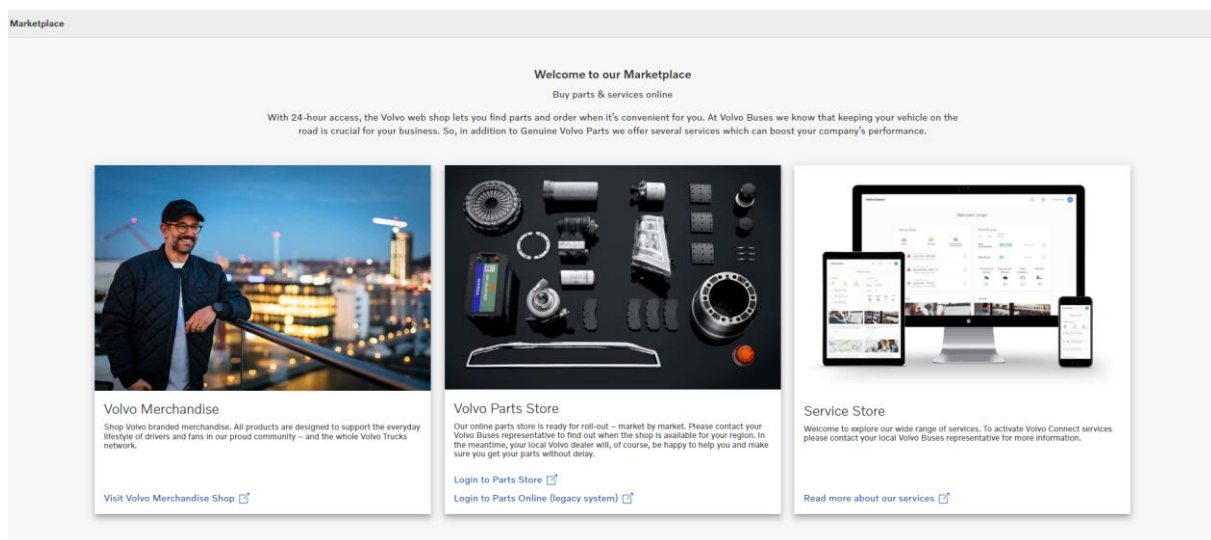 Marketplace
Welcome to our Marketplace
Buy parts & services online
With 24-hour access, the Volvo web shop lets you find parts and order when it's convenient for you. At Volvo Buses we know that keeping your vehicle on the
road is crucial for your business. So, in addition to Genuine Volvo Parts we offer several services which can boost your company's performance.
Volvo Merchandise
Shop Volvo branded merchandise. All products are designed to support the everyday
lifestyle of drivers and fans in our proud community – and the whole Volvo Trucks
network.
Visit Volvo Merchandise Shop
Volvo Parts Store
Our online parts store is ready for roll-out – market by market. Please contact your
Volvo Buses representative to find out when the shop is available for your region. In
the meantime, your local Volvo dealer will, of course, be happy to help you and make
sure you get your parts without delay.
Login to Parts Store
Login to Parts Online (legacy system)
Service Store
Welcome to explore our wide range of services. To activate Volvo Connect services
please contact your local Volvo Buses representative for more information.
Read more about our services